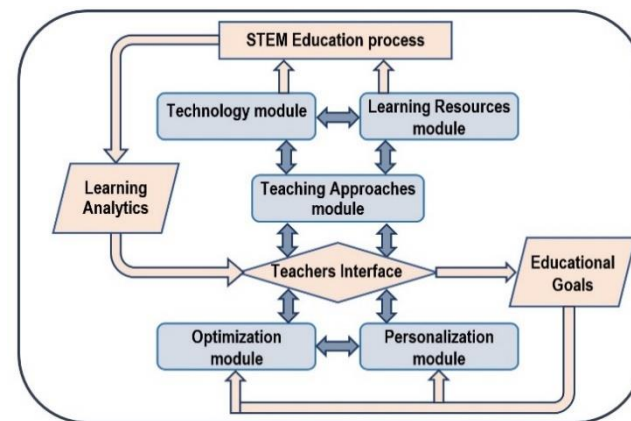 STEM Education process
Technology module
Learning Resources
module
Learning
Analytics
Teaching Approaches
module
Teachers Interface
Educational
Goals
Optimization
module
Personalization
module